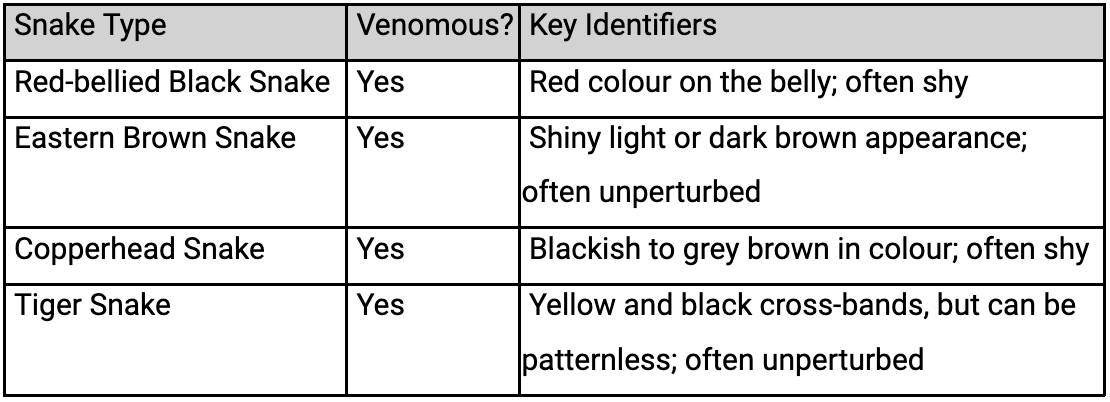 Snake Type Venomous? Key Identifiers
Red-bellied Black Snake Yes Red colour on the belly; often shy
Eastern Brown Snake Yes Shiny light or dark brown appearance;
often unperturbed
Copperhead Snake Yes Blackish to grey brown in colour; often shy
Tiger Snake Yes Yellow and black cross-bands, but can be
patternless; often unperturbed